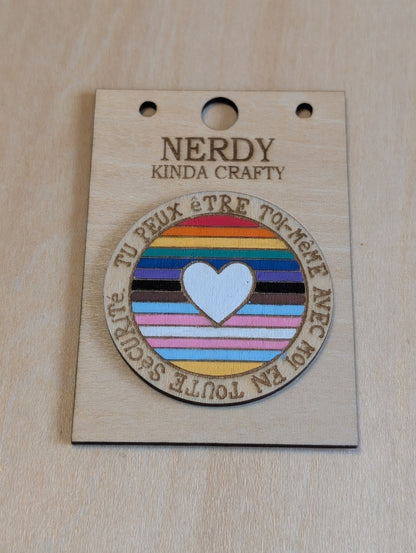 NERDY
KINDA CRAFTY
TU PEUX êTRE TOI-MêME AVEC MOI EN TOUTE SéCURITé